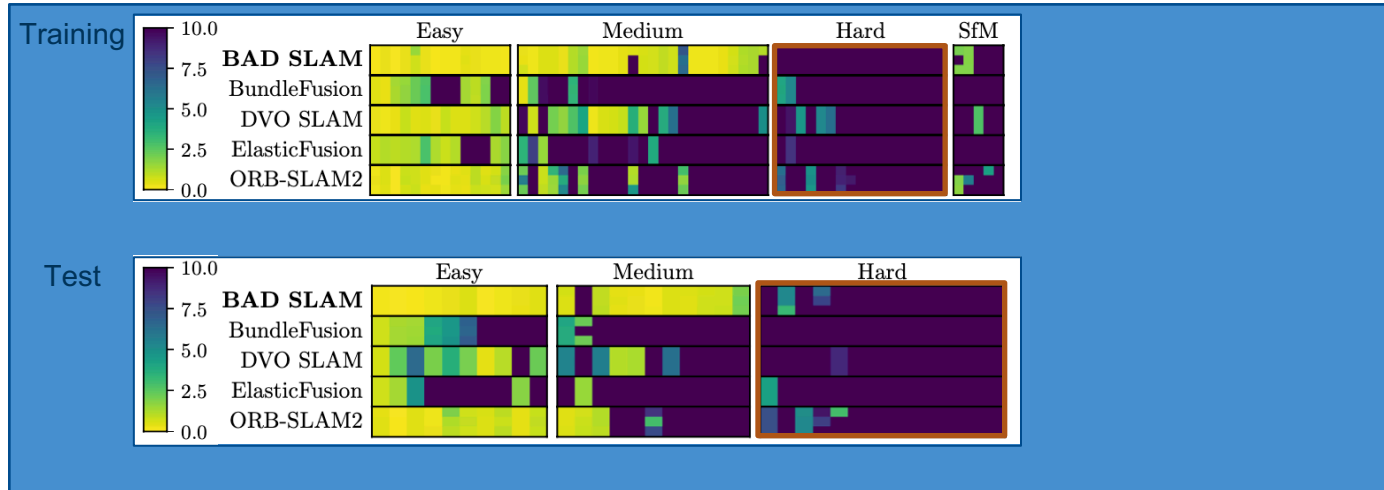 Training
10.0
7.5
5.0
2.5
0.0
Easy Medium Hard SfM
BAD SLAM
BundleFusion
DVO SLAM
ElasticFusion
ORB-SLAM2
Test
10.0
7.5
5.0
2.5
0.0
Easy Medium Hard
BAD SLAM
BundleFusion
DVO SLAM
ElasticFusion
ORB-SLAM2